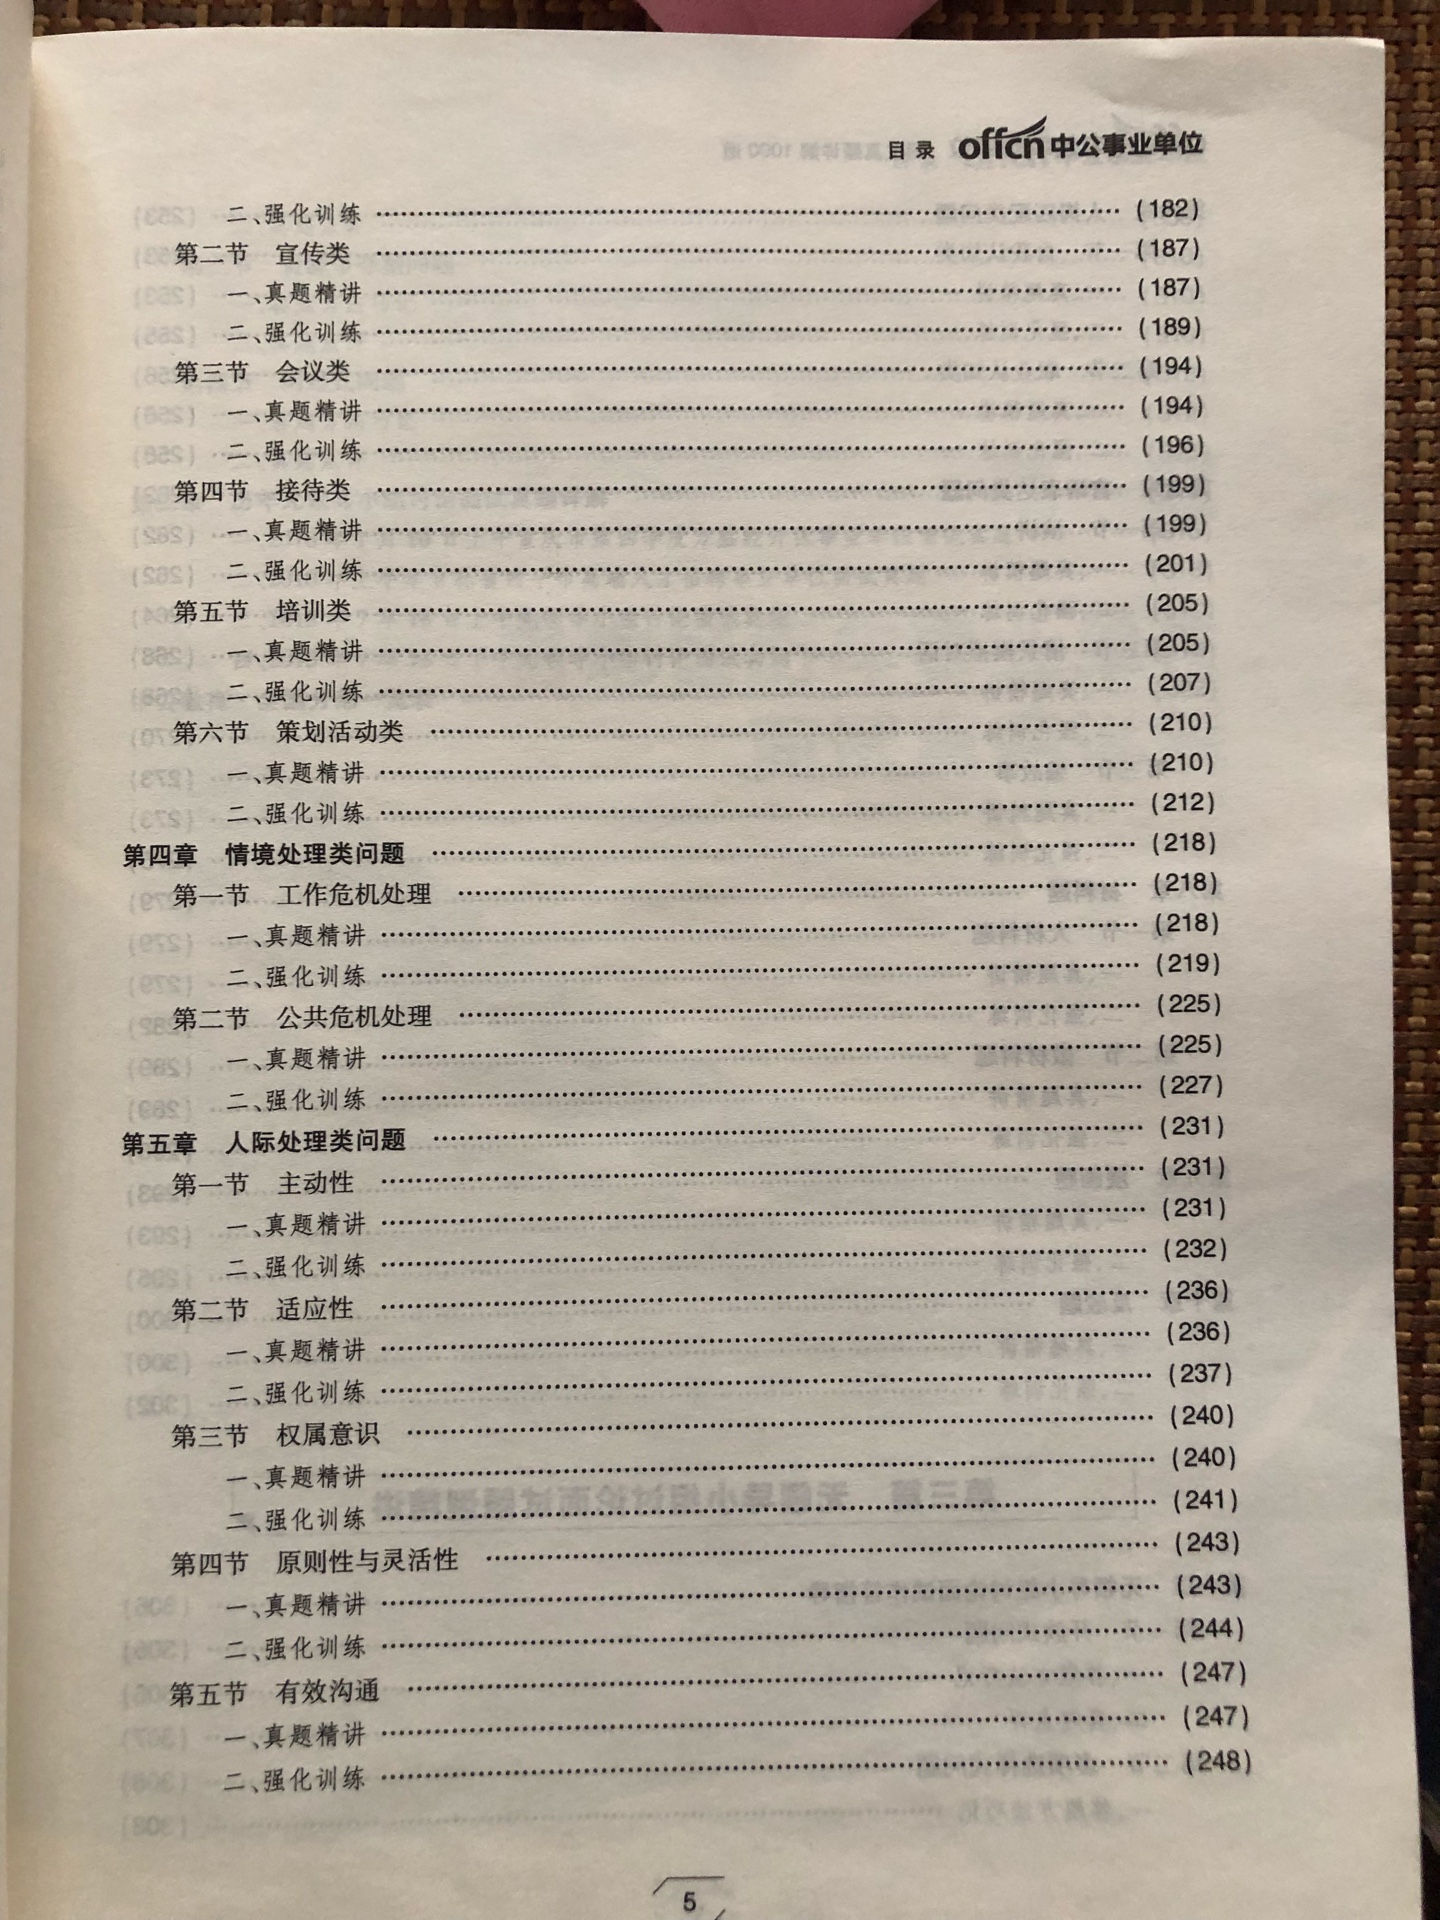 目录 offcn 中公事业单位
二、强化训练 …… (182)
第二节 宣传类 …… (187)
一、真题精讲 …… (187)
二、强化训练 …… (189)
第三节 会议类 …… (194)
一、真题精讲 …… (194)
二、强化训练 …… (196)
第四节 接待类 …… (199)
一、真题精讲 …… (199)
二、强化训练 …… (201)
第五节 培训类 …… (205)
一、真题精讲 …… (205)
二、强化训练 …… (207)
第六节 策划活动类 …… (210)
一、真题精讲 …… (210)
二、强化训练 …… (212)
第四章 情境处理类问题 …… (218)
第一节 工作危机处理 …… (218)
一、真题精讲 …… (218)
二、强化训练 …… (219)
第二节 公共危机处理 …… (225)
一、真题精讲 …… (225)
二、强化训练 …… (227)
第五章 人际处理类问题 …… (231)
第一节 主动性 …… (231)
一、真题精讲 …… (231)
二、强化训练 …… (232)
第二节 适应性 …… (236)
一、真题精讲 …… (236)
二、强化训练 …… (237)
第三节 权属意识 …… (240)
一、真题精讲 …… (240)
二、强化训练 …… (241)
第四节 原则性与灵活性 …… (243)
一、真题精讲 …… (243)
二、强化训练 …… (244)
第五节 有效沟通 …… (247)
一、真题精讲 …… (247)
二、强化训练 …… (248)
5